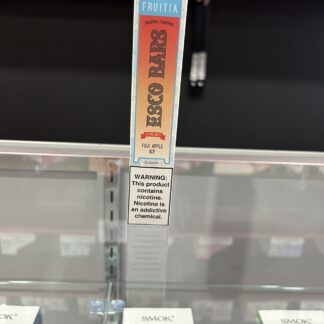 FRUITIA
ESCO BARS
FUJI APPLE
ICE
WARNING:
This product
contains
nicotine.
Nicotine is
an addictive
chemical.
SMOK
SMOK